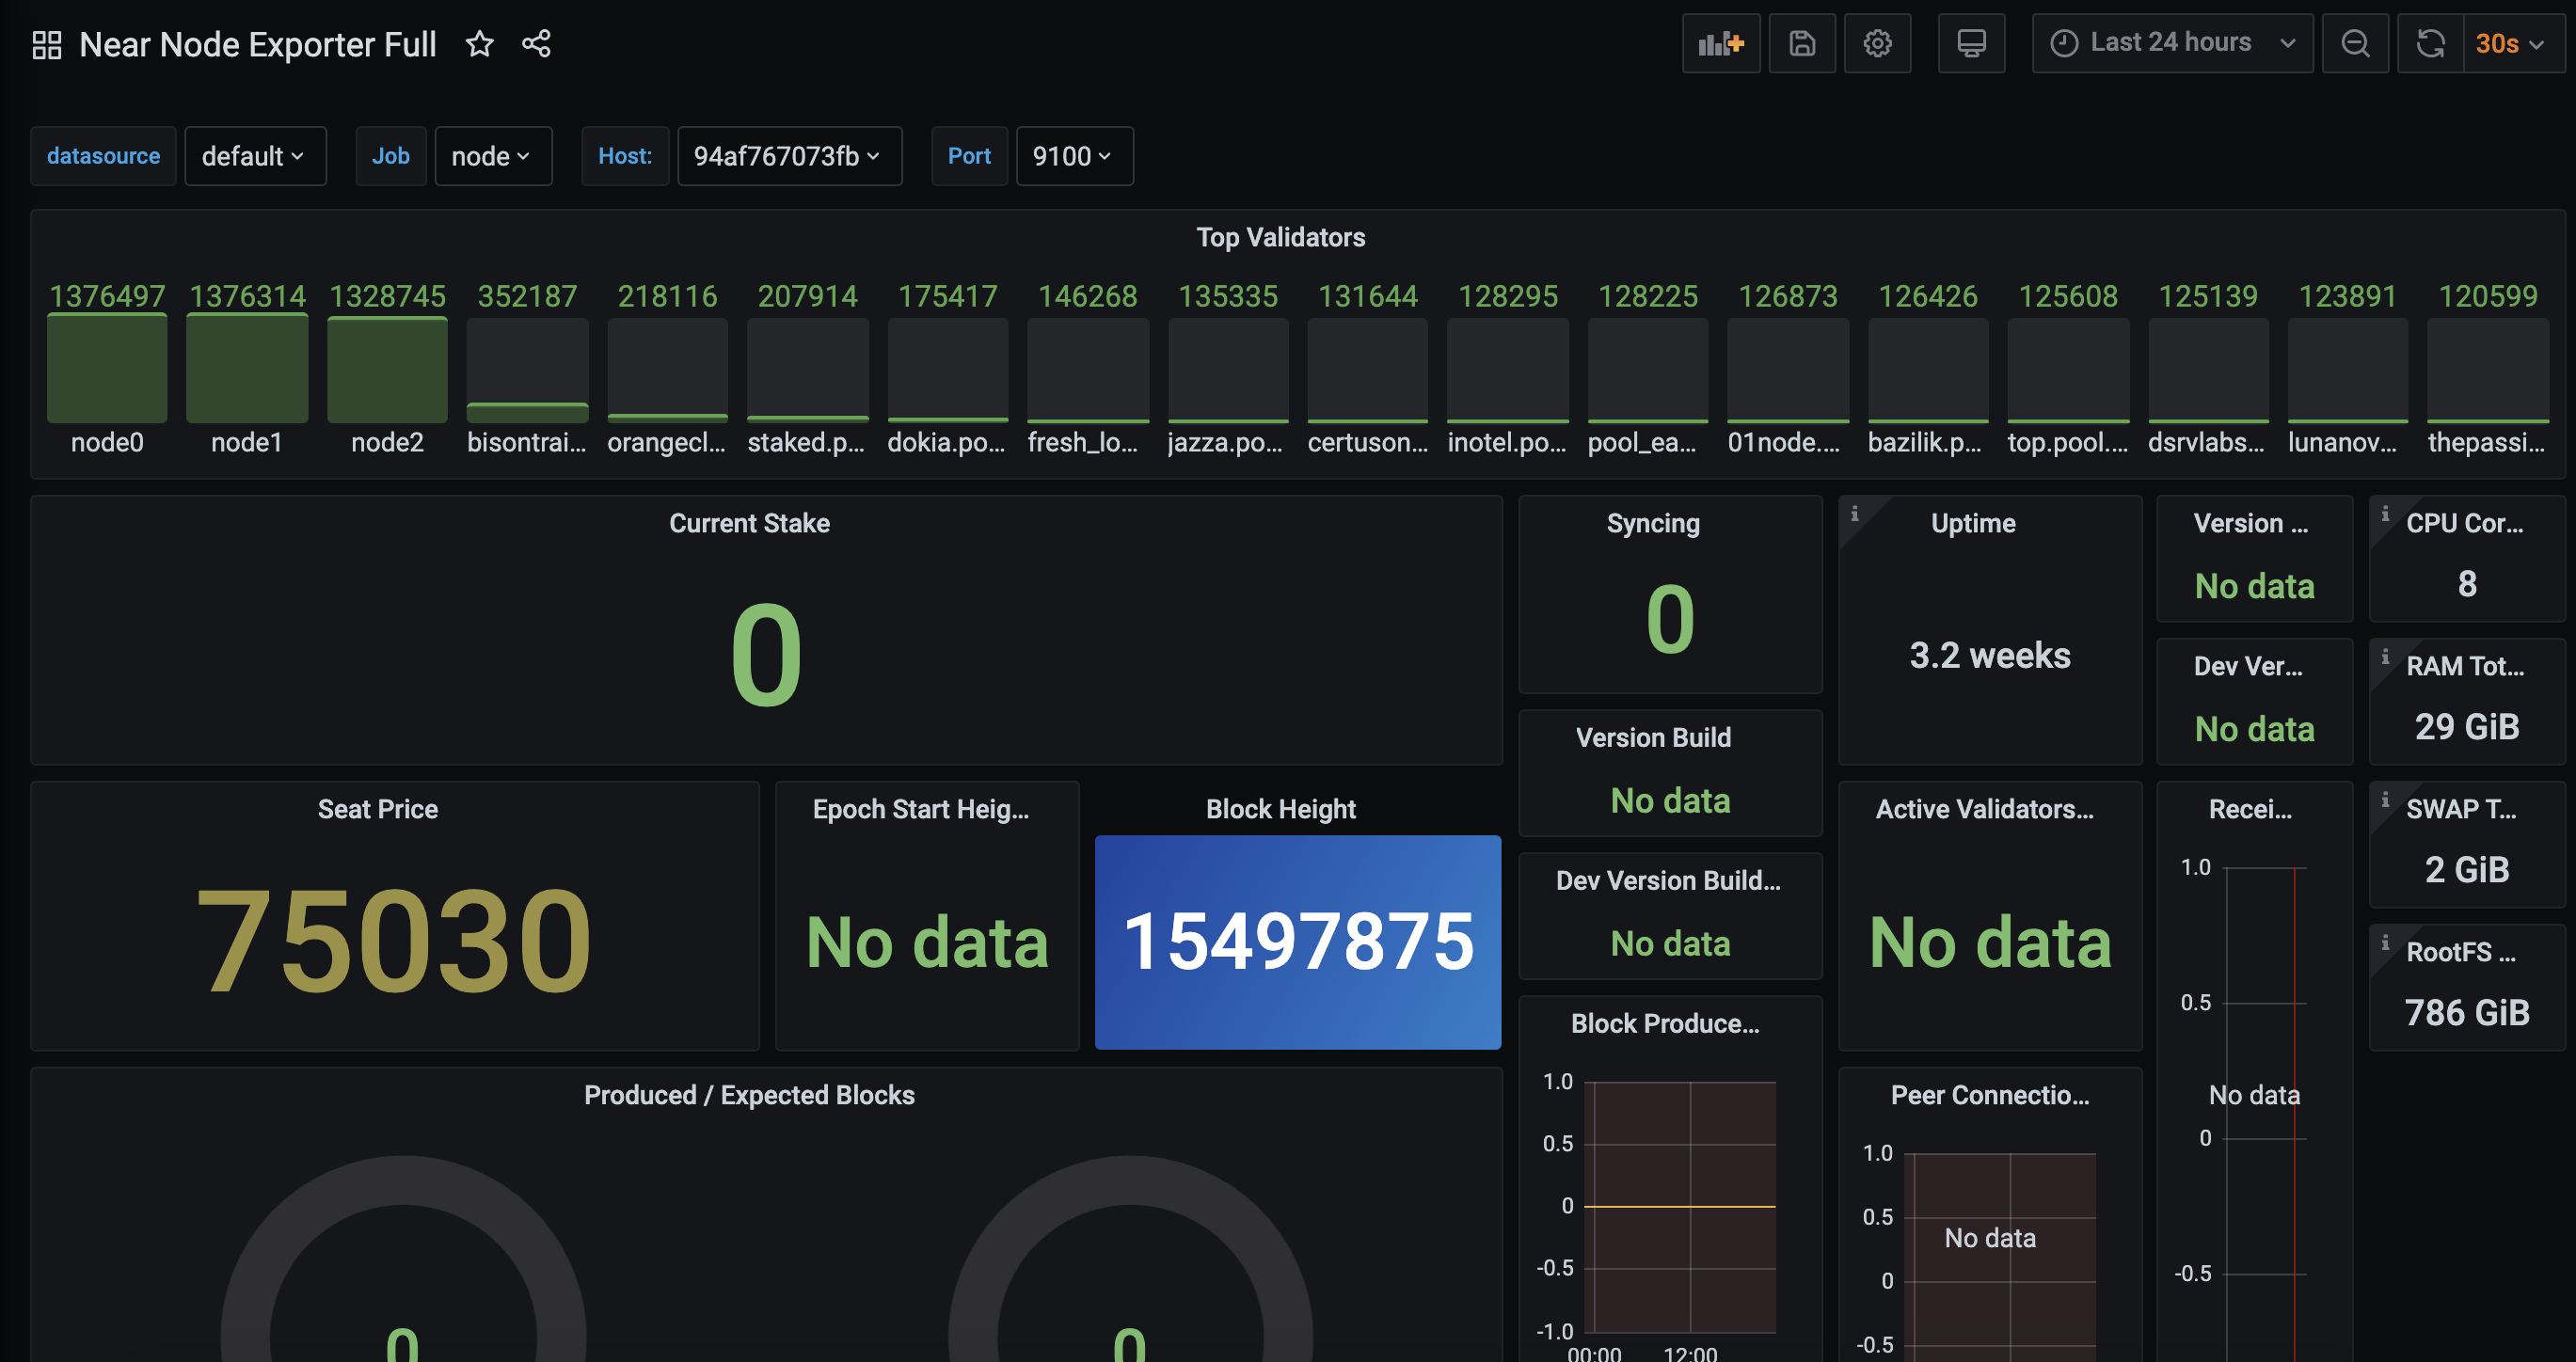 Near Node Exporter Full
Last 24 hours
30s
datasource default Job node Host: 94af767073fb Port 9100
Top Validators
1376497 1376314 1328745 352187 218116 207914 175417 146268 135335 131644 128295 128225 126873 126426 125608 125139 123891 120599
node0 node1 node2 bisontrai... orangecl... staked.p... dokia.po... fresh_lo... jazza.po... certuson... inotel.po... pool_ea... 01node.... bazilik.p... top.pool.... dsrvlabs... lunanov... thepassi...
Current Stake
0
Syncing
0
Uptime
3.2 weeks
Version ...
No data
CPU Cor...
8
Dev Ver...
No data
RAM Tot...
29 GiB
Version Build
No data
Seat Price
75030
Epoch Start Heig...
No data
Block Height
15497875
Dev Version Build...
No data
Active Validators...
No data
Recei...
1.0
0.5
No data
0
-0.5
SWAP T...
2 GiB
RootFS ...
786 GiB
Produced / Expected Blocks
0
0
Block Produce...
1.0
0.5
0
-0.5
-1.0
00:00 12:00
Peer Connectio...
1.0
0.5
No data
0
-0.5